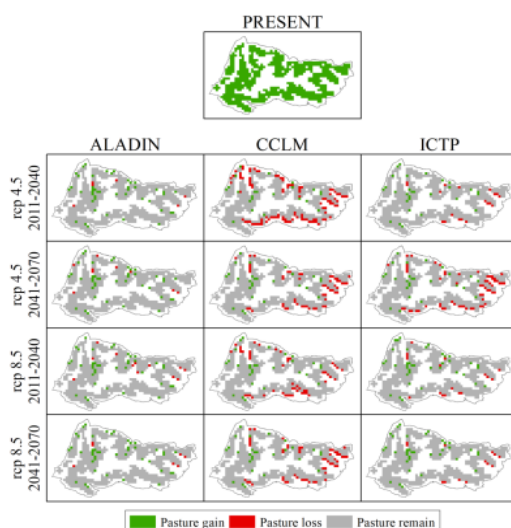 PRESENT
ALADIN CCLM ICTP
rcp 4.5
2011-2040
rcp 4.5
2041-2070
rcp 8.5
2011-2040
rcp 8.5
2041-2070
Pasture gain Pasture loss Pasture remain